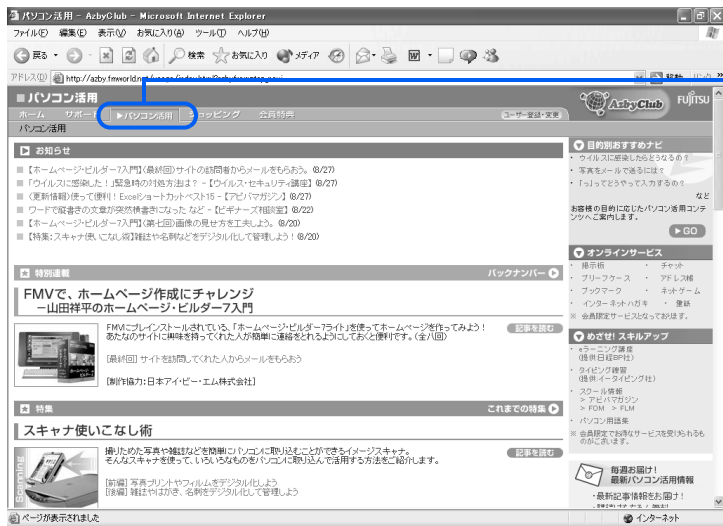 パソコン活用 - AzbyClub - Microsoft Internet Explorer
ファイル(F) 編集(E) 表示(V) お気に入り(A) ツール(T) ヘルプ(H)
戻る 検索 お気に入り メディア
アドレス(D) http://azby.fmworld.net/usage/index.html? 移動 リンク
■パソコン活用
AzbyClub FUJITSU
ホーム サポート ▶パソコン活用 ショッピング 会員特典 ユーザー登録・変更
パソコン活用
お知らせ
【ホームページ・ビルダー7入門】(最終回)サイトの訪問者からメールをもらおう。(8/27)
「ウイルスに感染した!」緊急時の対処方法は? - 【ウイルス・セキュリティ講座】(8/27)
(更新情報)使って便利!Excelショートカットベスト15 - 【アビバマガジン】(8/27)
ワードで縦書きの文章が突然横書きになった など - 【ビギナーズ相談室】(8/22)
【ホームページ・ビルダー7入門】(第七回)画像の見せ方を工夫しよう。(8/20)
【特集:スキャナ使いこなし術】雑誌や名刺などをデジタル化して管理しよう!(8/20)
特別連載 バックナンバー
FMVで、ホームページ作成にチャレンジ
－山田祥平のホームページ・ビルダー7入門
FMVにプレインストールされている、「ホームページ・ビルダー7ライト」を使ってホームページを作ってみよう!
あなたのサイトに興味を持ってくれた人が簡単に連絡をとれるようにしておくと便利です。(全八回)
記事を読む
[最終回] サイトを訪問してくれた人からメールをもらおう
[制作協力:日本アイ・ビー・エム株式会社]
特集 これまでの特集
スキャナ使いこなし術
Scanning
撮りためた写真や雑誌などを簡単にパソコンに取り込むことができるイメージスキャナ。
そんなスキャナを使って、いろいろなものをパソコンに取り込んで活用する方法をご紹介します。
記事を読む
[前編] 写真プリントやフィルムをデジタル化しよう
[後編] 雑誌やはがき、名刺をデジタル化して管理しよう
目的別おすすめナビ
・ ウイルスに感染したらどうなるの?
・ 写真をメールで送るには?
・ 「っ」ってどうやって入力するの?
など
お客様の目的に応じたパソコン活用コンテンツへご案内します。
▶GO
オンラインサービス
・ 掲示板 ・ チャット
・ ブリーフケース ・ アドレス帳
・ ブックマーク ・ ネットゲーム
・ インターネットハガキ ・ 壁紙
※ 会員限定サービスとなっております。
めざせ! スキルアップ
・ eラーニング講座
(提供:日経BP社)
・ タイピング練習
(提供:イータイピング社)
・ スクール情報
> アビバマガジン
> FOM > FLM
・ パソコン用語集
※ 会員限定でお得なサービスを受けられるものがございます。
毎週お届け!
最新パソコン活用情報
・最新記事情報をお届け!
ページが表示されました インターネット